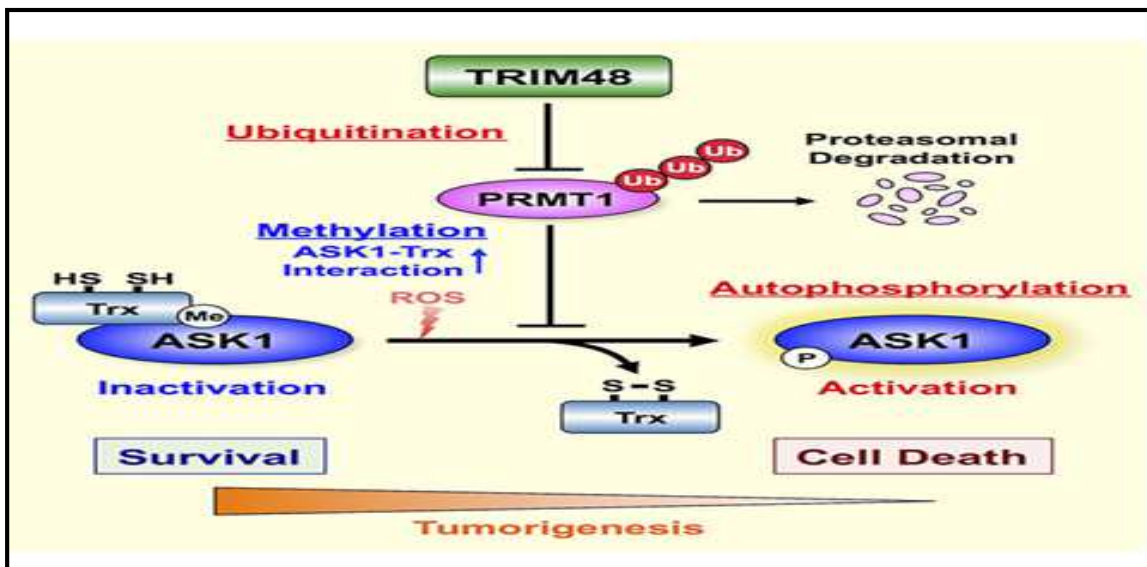 TRIM48
Ubiquitination
Ub Ub Ub
Proteasomal
Degradation
PRMT1
Methylation
ASK1-Trx
Interaction
HS SH
ROS
Autophosphorylation
Trx
Me
ASK1
ASK1
P
Inactivation
S-S
Activation
Trx
Survival
Cell Death
Tumorigenesis